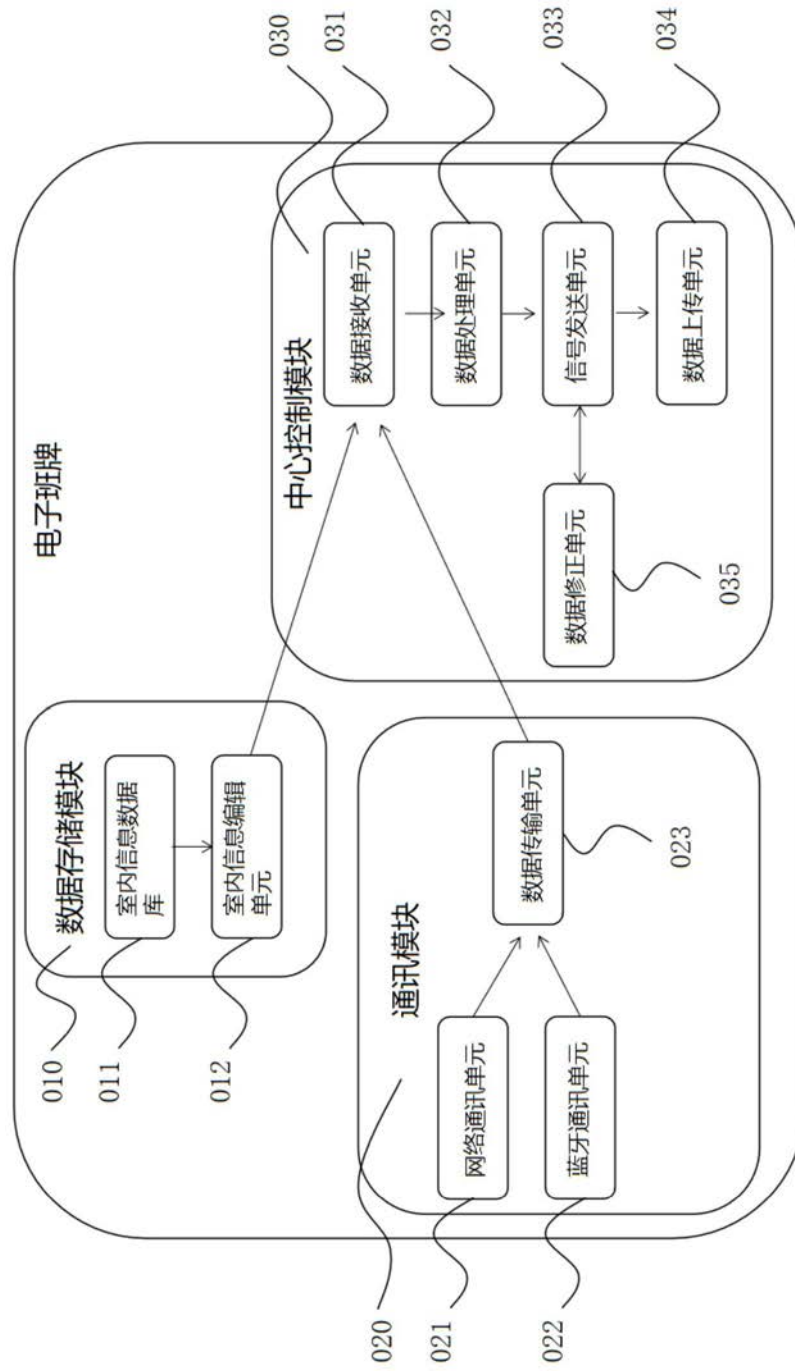 电子班牌
数据存储模块
室内信息数据
库
室内信息编辑
单元
010
011
012
通讯模块
网络通讯单元
蓝牙通讯单元
数据传输单元
020
021
022
023
中心控制模块
数据接收单元
数据处理单元
信号发送单元
数据上传单元
数据修正单元
030
031
032
033
034
035